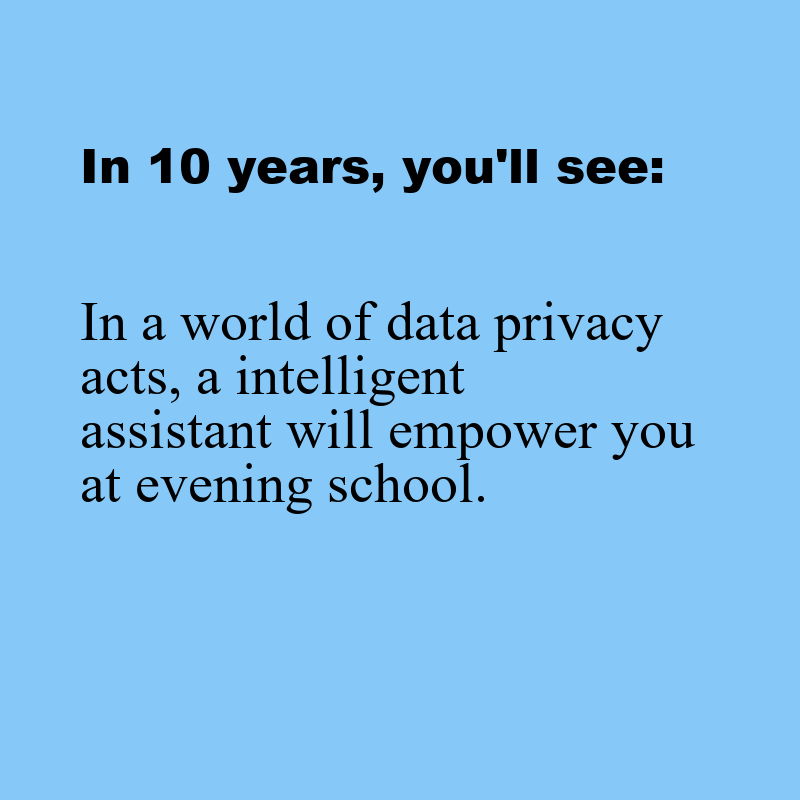 In 10 years, you'll see:
In a world of data privacy
acts, a intelligent
assistant will empower you
at evening school.